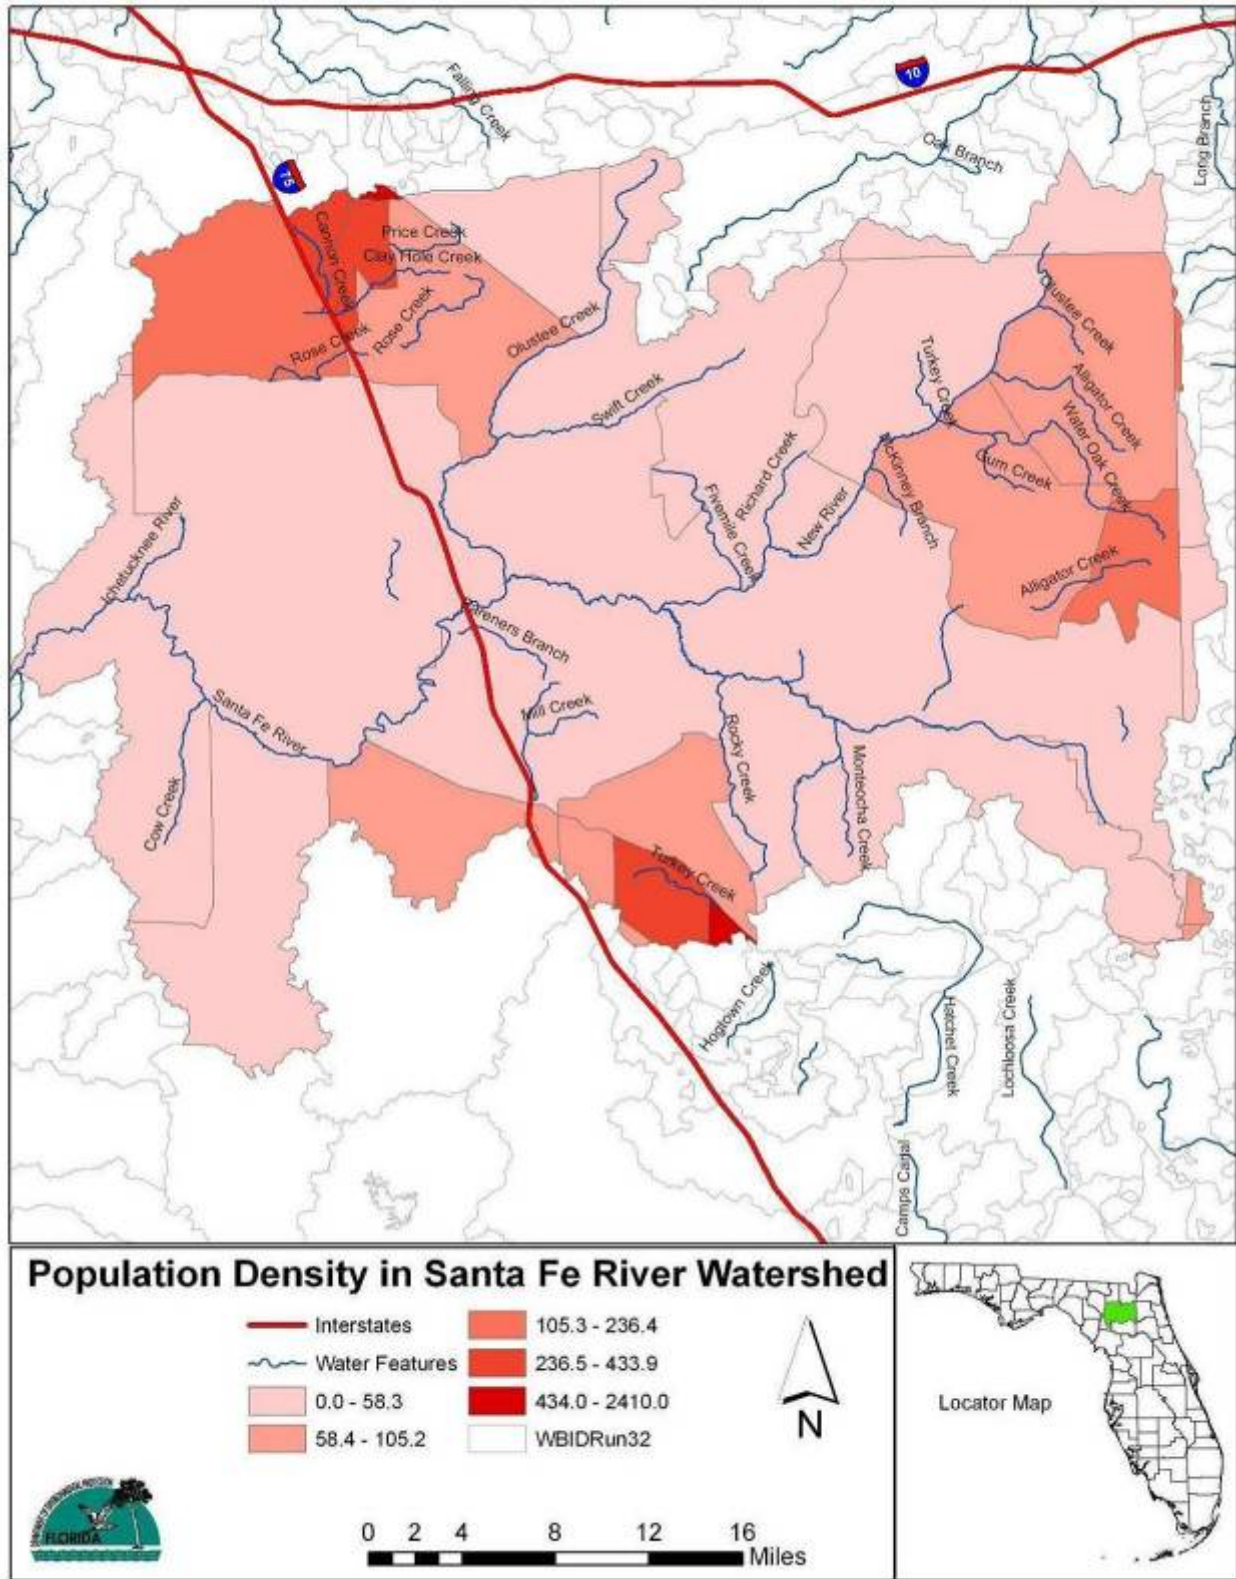 Falling Creek
10
Oak Branch
Long Branch
75
Cannon Creek
Price Creek
Clay Hole Creek
Rose Creek
Rose Creek
Olustee Creek
Olustee Creek
Turkey Creek
Alligator Creek
Swift Creek
Water Oak Creek
Richard Creek
McKinney Branch
Gum Creek
Fivemile Creek
New River
Ichetucknee River
Alligator Creek
Pareners Branch
Mill Creek
Santa Fe River
Rocky Creek
Monteocha Creek
Cow Creek
Turkey Creek
Hogtown Creek
Hatchet Creek
Lochloosa Creek
Camps Canal
Population Density in Santa Fe River Watershed
Interstates
Water Features
0.0 - 58.3
58.4 - 105.2
105.3 - 236.4
236.5 - 433.9
434.0 - 2410.0
WBIDRun32
N
Locator Map
FLORIDA
0 2 4 8 12 16
Miles